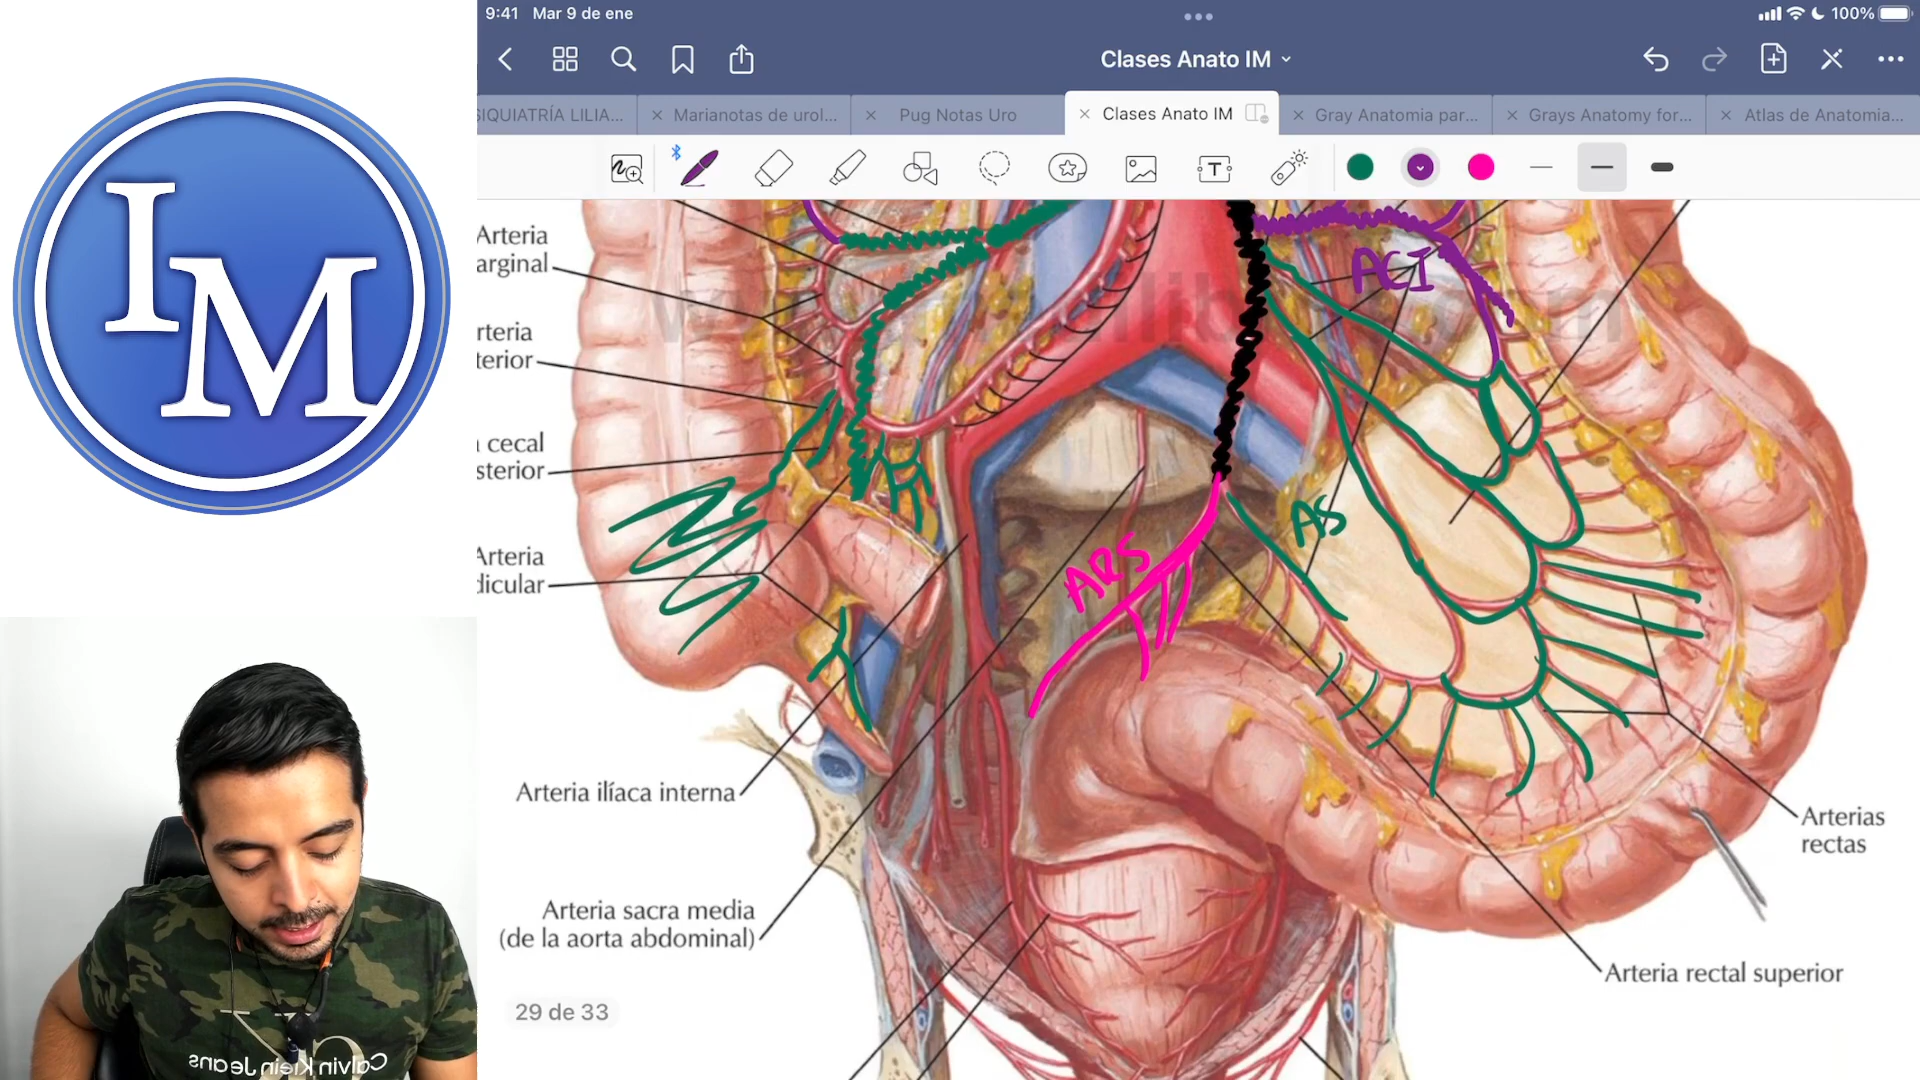 9:41 Mar 9 de ene
100%
Clases Anato IM
SIQUIATRÍA LILIA...
Marianotas de urol...
Pug Notas Uro
Clases Anato IM
Gray Anatomia par...
Grays Anatomy for...
Atlas de Anatomia...
T
IM
Arteria
arginal
rteria
terior
cecal
sterior
Arteria
dicular
ACI
AS
ARS
Arteria ilíaca interna
Arterias
rectas
Arteria sacra media
(de la aorta abdominal)
Arteria rectal superior
29 de 33
Calvin Klein Jeans